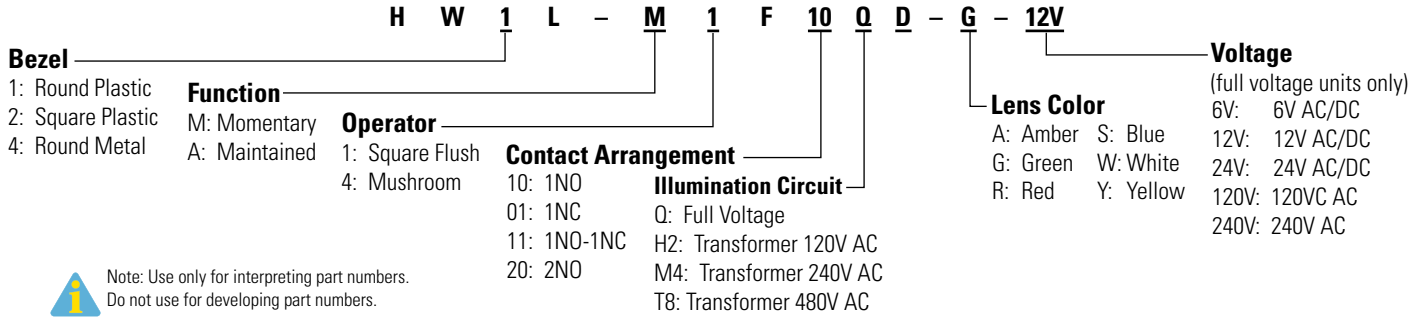 H W 1 L – M 1 F 10 Q D – G – 12V
Bezel
1: Round Plastic
2: Square Plastic
4: Round Metal
Function
M: Momentary
A: Maintained
Operator
1: Square Flush
4: Mushroom
Contact Arrangement
10: 1NO
01: 1NC
11: 1NO-1NC
20: 2NO
Illumination Circuit
Q: Full Voltage
H2: Transformer 120V AC
M4: Transformer 240V AC
T8: Transformer 480V AC
Lens Color
A: Amber S: Blue
G: Green W: White
R: Red Y: Yellow
Voltage
(full voltage units only)
6V: 6V AC/DC
12V: 12V AC/DC
24V: 24V AC/DC
120V: 120VC AC
240V: 240V AC
i
Note: Use only for interpreting part numbers.
Do not use for developing part numbers.